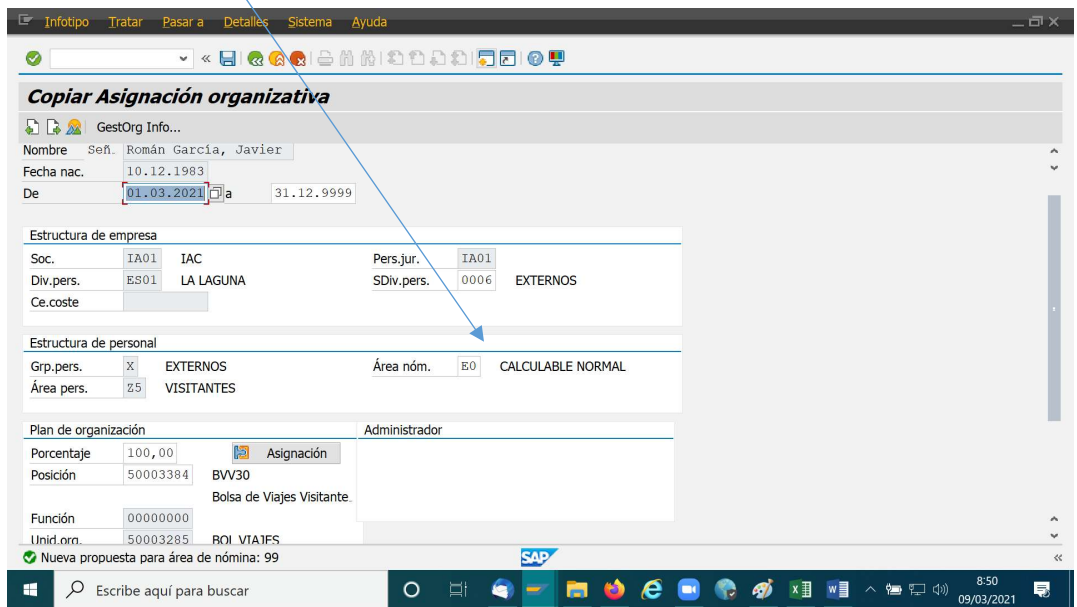 Infotipo Tratar Pasar a Detalles Sistema Ayuda
Copiar Asignación organizativa
GestOrg Info...
Nombre Señ. Román García, Javier
Fecha nac. 10.12.1983
De 01.03.2021 a 31.12.9999
Estructura de empresa
Soc. IA01 IAC Pers.jur. IA01
Div.pers. ES01 LA LAGUNA SDiv.pers. 0006 EXTERNOS
Ce.coste
Estructura de personal
Grp.pers. X EXTERNOS Área nóm. E0 CALCULABLE NORMAL
Área pers. Z5 VISITANTES
Plan de organización Administrador
Porcentaje 100,00 Asignación
Posición 50003384 BVV30
Bolsa de Viajes Visitante
Función 00000000
Unid.org. 50003285 BOL VIAJES
Nueva propuesta para área de nómina: 99 SAP
Escribe aquí para buscar 8:50
09/03/2021